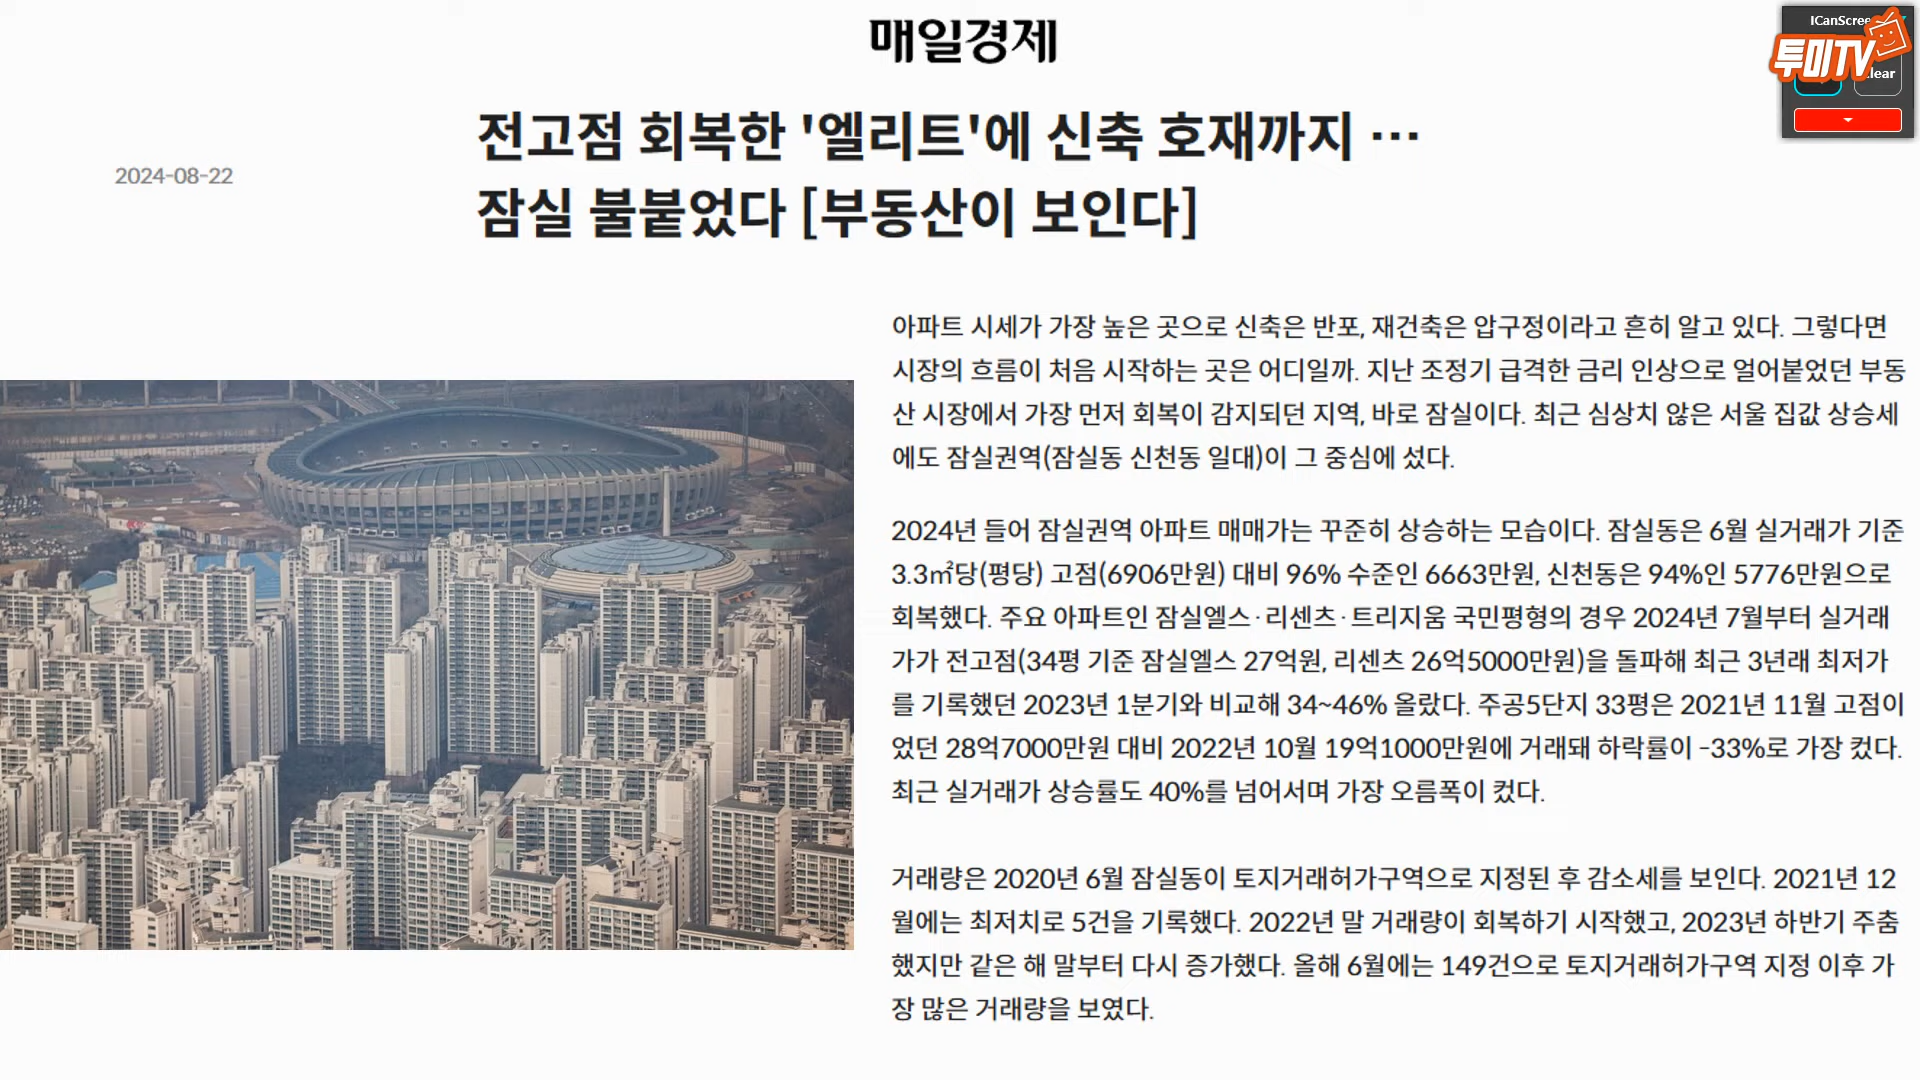 매일경제
ICanScree
투미TV
lear
전고점 회복한 '엘리트'에 신축 호재까지 …
잠실 불붙었다 [부동산이 보인다]
2024-08-22
아파트 시세가 가장 높은 곳으로 신축은 반포, 재건축은 압구정이라고 흔히 알고 있다. 그렇다면
시장의 흐름이 처음 시작하는 곳은 어디일까. 지난 조정기 급격한 금리 인상으로 얼어붙었던 부동
산 시장에서 가장 먼저 회복이 감지되던 지역, 바로 잠실이다. 최근 심상치 않은 서울 집값 상승세
에도 잠실권역(잠실동 신천동 일대)이 그 중심에 섰다.
2024년 들어 잠실권역 아파트 매매가는 꾸준히 상승하는 모습이다. 잠실동은 6월 실거래가 기준
3.3㎡당(평당) 고점(6906만원) 대비 96% 수준인 6663만원, 신천동은 94%인 5776만원으로
회복했다. 주요 아파트인 잠실엘스·리센츠·트리지움 국민평형의 경우 2024년 7월부터 실거래
가가 전고점(34평 기준 잠실엘스 27억원, 리센츠 26억5000만원)을 돌파해 최근 3년래 최저가
를 기록했던 2023년 1분기와 비교해 34~46% 올랐다. 주공5단지 33평은 2021년 11월 고점이
었던 28억7000만원 대비 2022년 10월 19억1000만원에 거래돼 하락률이 -33%로 가장 컸다.
최근 실거래가 상승률도 40%를 넘어서며 가장 오름폭이 컸다.
거래량은 2020년 6월 잠실동이 토지거래허가구역으로 지정된 후 감소세를 보인다. 2021년 12
월에는 최저치로 5건을 기록했다. 2022년 말 거래량이 회복하기 시작했고, 2023년 하반기 주춤
했지만 같은 해 말부터 다시 증가했다. 올해 6월에는 149건으로 토지거래허가구역 지정 이후 가
장 많은 거래량을 보였다.